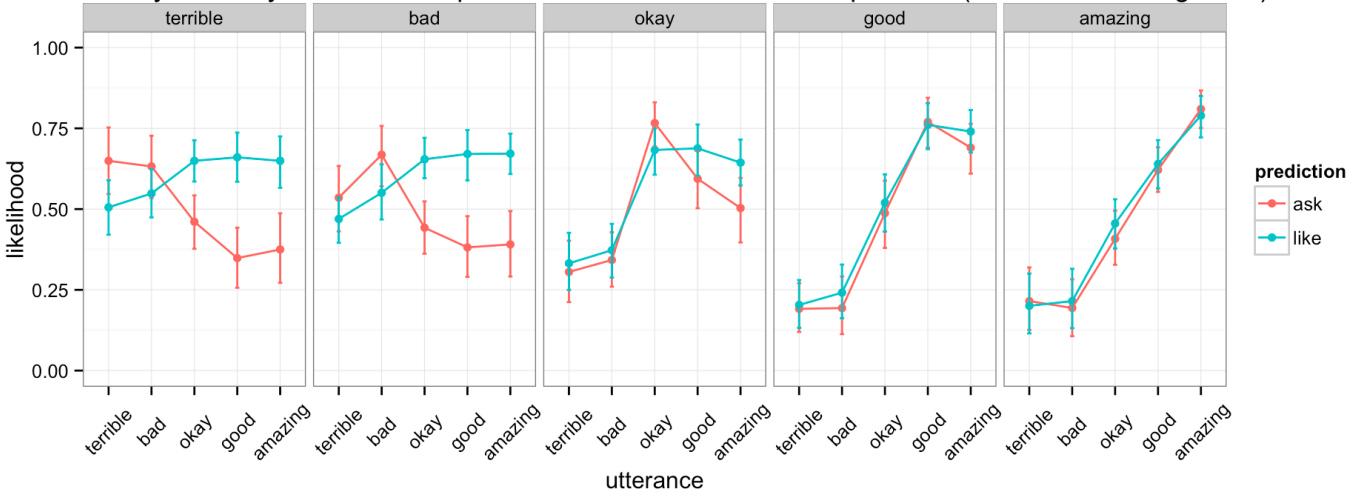 terrible bad okay good amazing
likelihood
1.00
0.75
0.50
0.25
0.00
terrible bad okay good amazing
terrible bad okay good amazing
terrible bad okay good amazing
terrible bad okay good amazing
terrible bad okay good amazing
utterance
prediction
ask
like